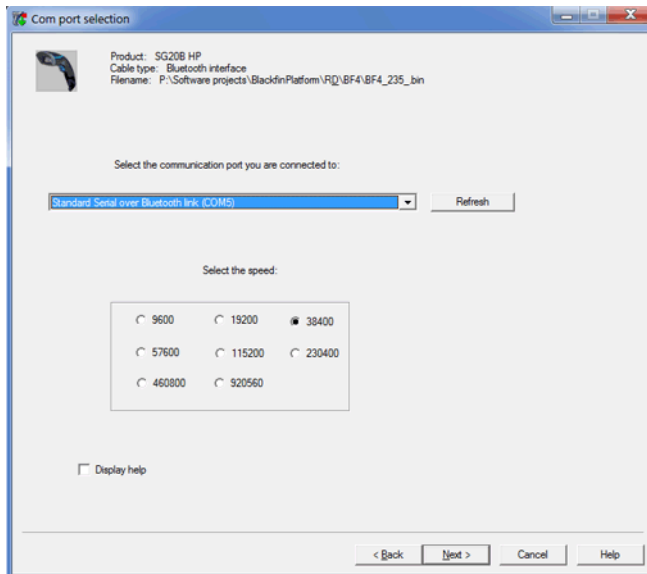 Com port selection
Product: SG20B HP
Cable type: Bluetooth interface
Filename: P:\Software projects\BlackfinPlatform\RD\BF4\BF4_235_.bin
Select the communication port you are connected to:
Standard Serial over Bluetooth link (COM5)
Refresh
Select the speed:
9600 19200 38400
57600 115200 230400
460800 920560
Display help
< Back Next > Cancel Help